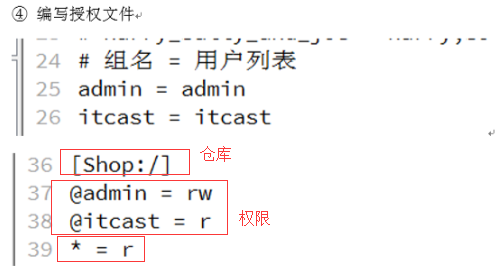 ④ 编写授权文件
24 # 组名 = 用户列表
25 admin = admin
26 itcast = itcast
36 [Shop:/] 仓库
37 @admin = rw
38 @itcast = r 权限
39 * = r